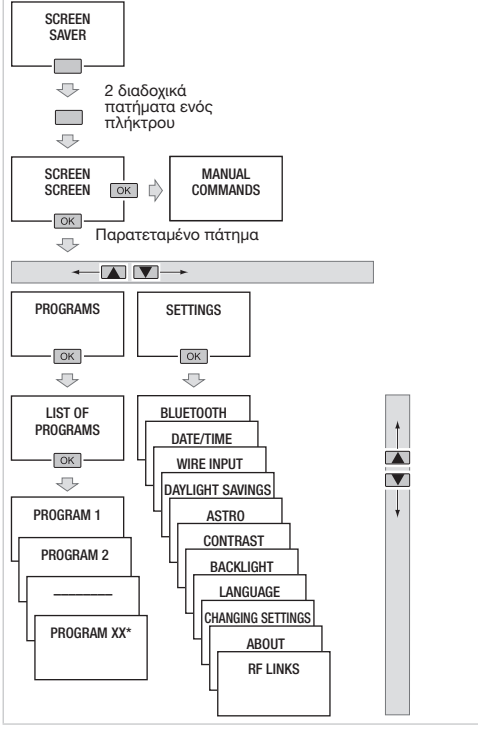 SCREEN
SAVER
2 διαδοχικά
πατήματα ενός
πλήκτρου
SCREEN
SCREEN
OK
MANUAL
COMMANDS
OK
Παρατεταμένο πάτημα
PROGRAMS
SETTINGS
OK
OK
LIST OF
PROGRAMS
OK
BLUETOOTH
DATE/TIME
WIRE INPUT
DAYLIGHT SAVINGS
ASTRO
CONTRAST
BACKLIGHT
LANGUAGE
CHANGING SETTINGS
ABOUT
RF LINKS
PROGRAM 1
PROGRAM 2
————
PROGRAM XX*